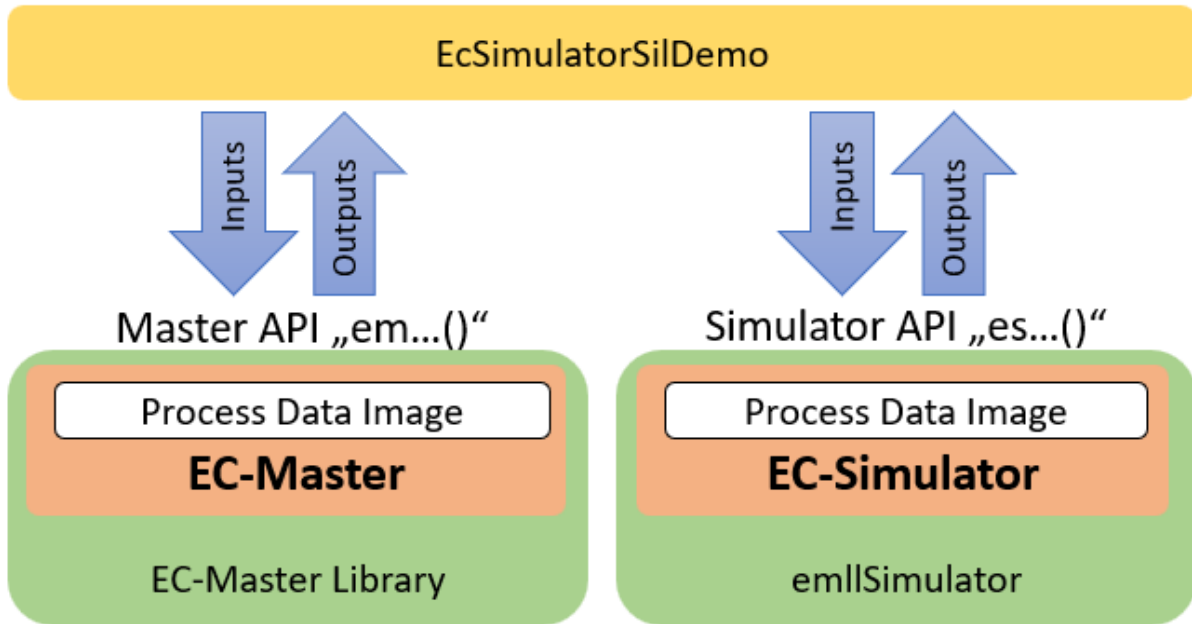 EcSimulatorSilDemo
Inputs
Outputs
Inputs
Outputs
Master API „em...()“
Simulator API „es...()“
Process Data Image
Process Data Image
EC-Master
EC-Simulator
EC-Master Library
emllSimulator